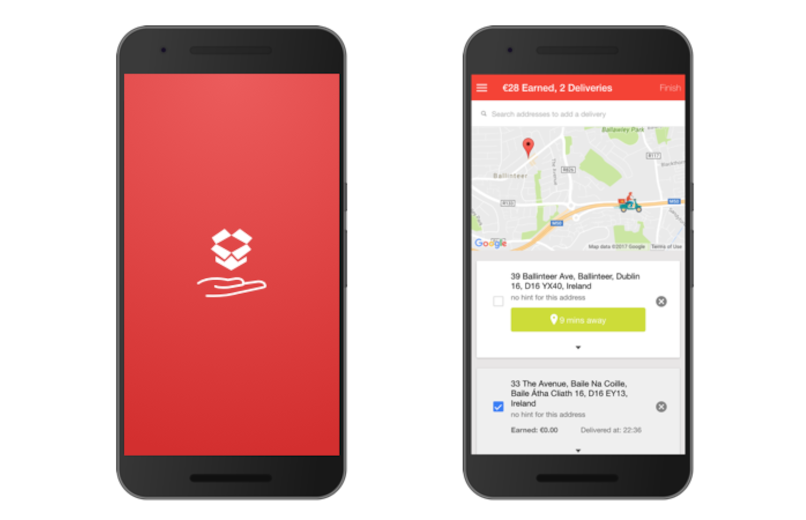 €28 Earned, 2 Deliveries
Finish
Search addresses to add a delivery
Ballawley Park
R117
R826
Ballinteer
R133
M50
M50
Google
Map data ©2017 Google
Terms of Use
39 Ballinteer Ave, Ballinteer, Dublin
16, D16 YX40, Ireland
no hint for this address
9 mins away
33 The Avenue, Baile Na Coille,
Baile Átha Cliath 16, D16 EY13,
Ireland
no hint for this address
Earned: €0.00
Delivered at: 22:36